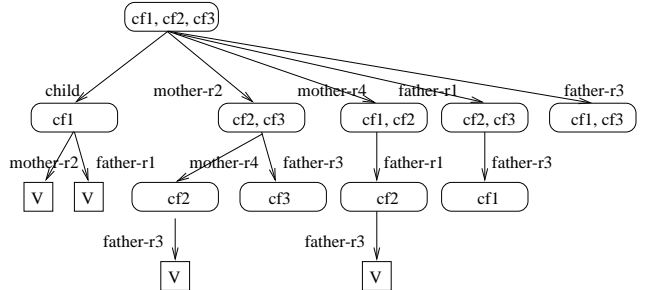 cf1, cf2, cf3
child mother-r2 mother-r4 father-r1 father-r3
cf1 cf2, cf3 cf1, cf2 cf2, cf3 cf1, cf3
mother-r2 father-r1 mother-r4 father-r3 father-r1 father-r3
V V cf2 cf3 cf2 cf1
father-r3 father-r3
V V